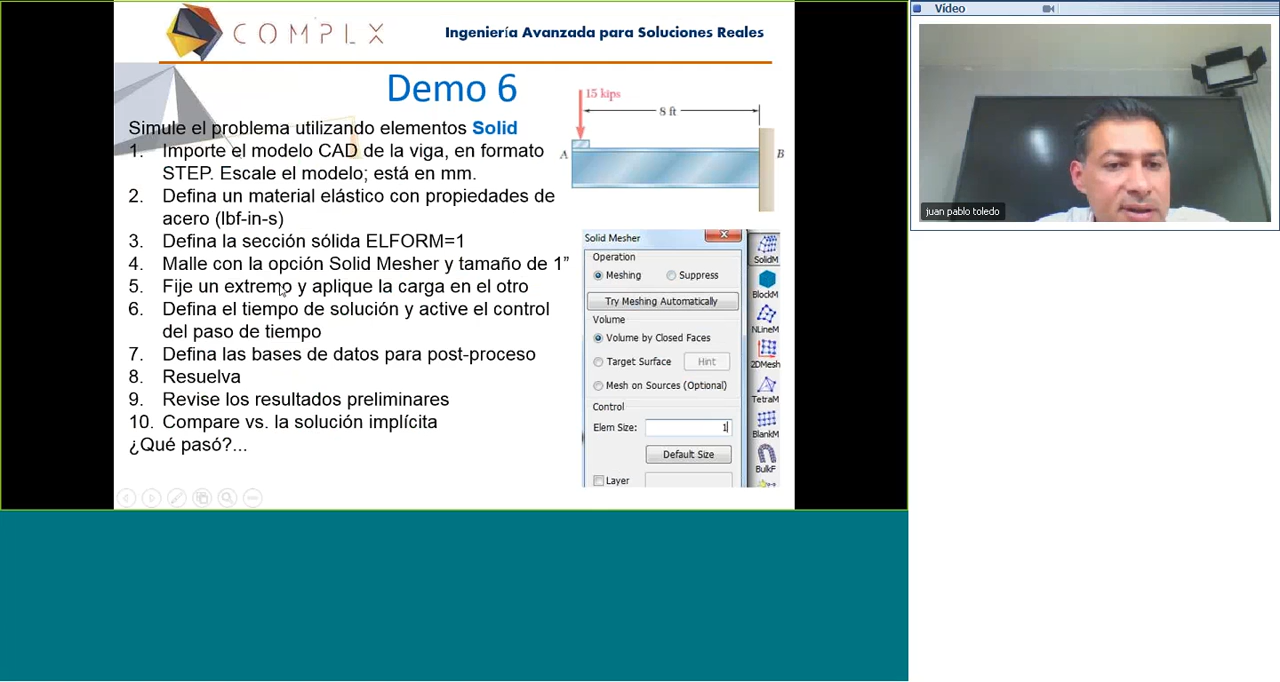 COMPLX
Ingeniería Avanzada para Soluciones Reales
Demo 6
Simule el problema utilizando elementos Solid
1. Importe el modelo CAD de la viga, en formato
STEP. Escale el modelo; está en mm.
2. Defina un material elástico con propiedades de
acero (lbf-in-s)
3. Defina la sección sólida ELFORM=1
4. Malle con la opción Solid Mesher y tamaño de 1”
5. Fije un extremo y aplique la carga en el otro
6. Defina el tiempo de solución y active el control
del paso de tiempo
7. Defina las bases de datos para post-proceso
8. Resuelva
9. Revise los resultados preliminares
10. Compare vs. la solución implícita
¿Qué pasó?...
15 kips
8 ft
A
B
Solid Mesher
Operation
Meshing Suppress
Try Meshing Automatically
Volume
Volume by Closed Faces
Target Surface Hint
Mesh on Sources (Optional)
Control
Elem Size: 1
Default Size
Layer
SolidM
BlockM
NLineM
2DMesh
TetraM
BlankM
BulkF
Vídeo
juan pablo toledo